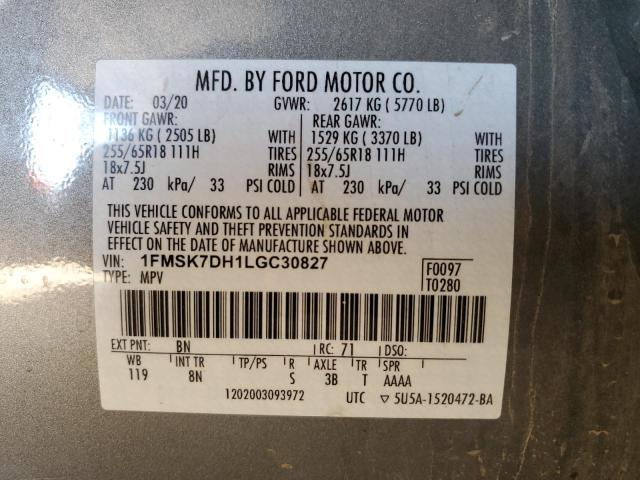 MFD. BY FORD MOTOR CO.
DATE: 03/20 GVWR: 2617 KG ( 5770 LB)
FRONT GAWR: REAR GAWR:
1136 KG ( 2505 LB) WITH 1529 KG ( 3370 LB) WITH
255/65R18 111H TIRES 255/65R18 111H TIRES
18x7.5J RIMS 18x7.5J RIMS
AT 230 kPa/ 33 PSI COLD AT 230 kPa/ 33 PSI COLD
THIS VEHICLE CONFORMS TO ALL APPLICABLE FEDERAL MOTOR
VEHICLE SAFETY AND THEFT PREVENTION STANDARDS IN
EFFECT ON THE DATE OF MANUFACTURE SHOWN ABOVE.
VIN: 1FMSK7DH1LGC30827 F0097
TYPE: MPV T0280
EXT PNT: BN RC: 71 DSO:
WB INT TR TP/PS R AXLE TR SPR
119 8N S 3B T AAAA
1202003093972 UTC ▽ 5U5A-1520472-BA